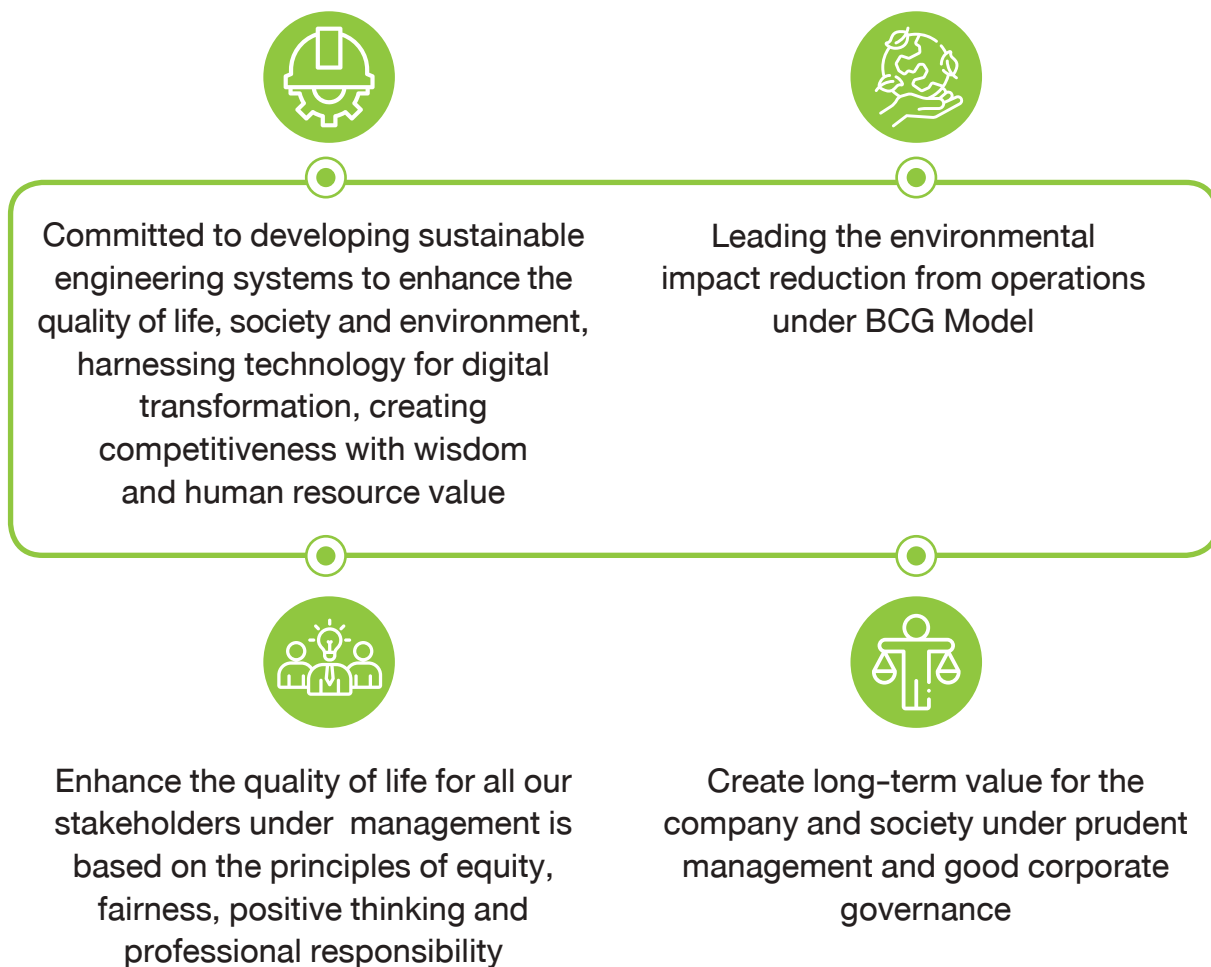 Committed to developing sustainable
engineering systems to enhance the
quality of life, society and environment,
harnessing technology for digital
transformation, creating
competitiveness with wisdom
and human resource value
Leading the environmental
impact reduction from operations
under BCG Model
Enhance the quality of life for all our
stakeholders under  management is
based on the principles of equity,
fairness, positive thinking and
professional responsibility
Create long-term value for the
company and society under prudent
management and good corporate
governance